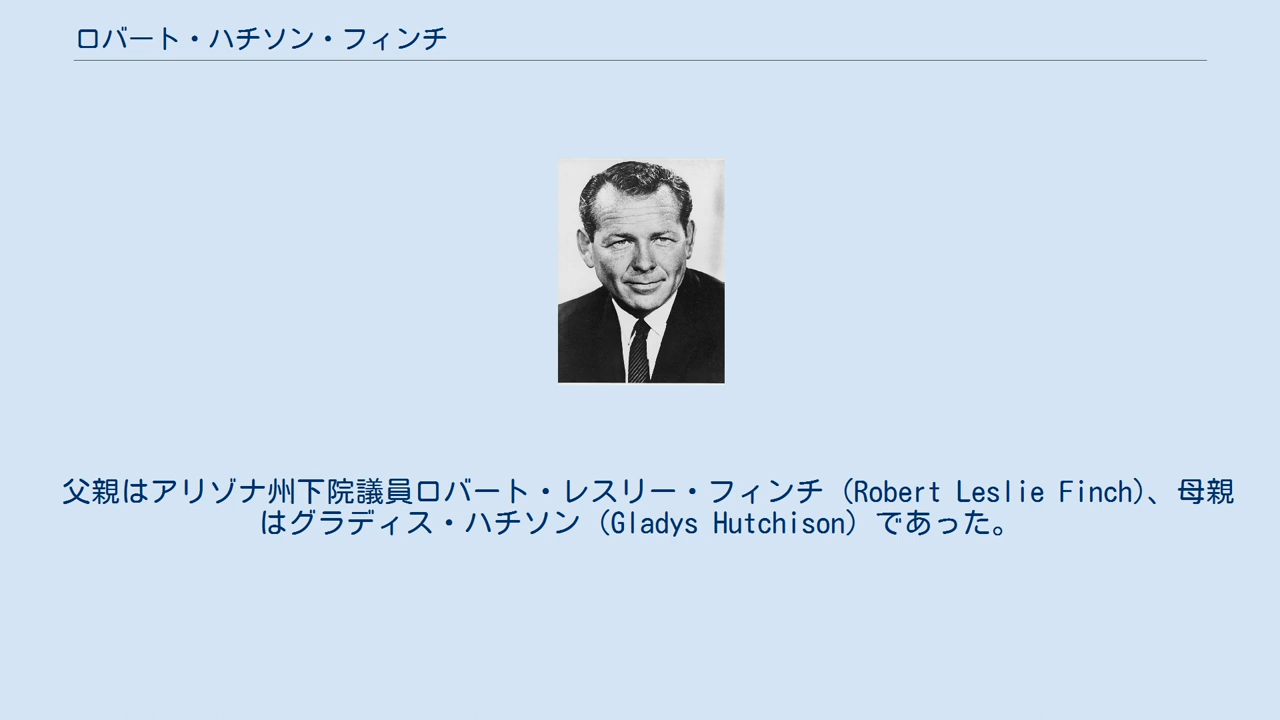 ロバート・ハチソン・フィンチ
父親はアリゾナ州下院議員ロバート・レスリー・フィンチ（Robert Leslie Finch）、母親
はグラディス・ハチソン（Gladys Hutchison）であった。